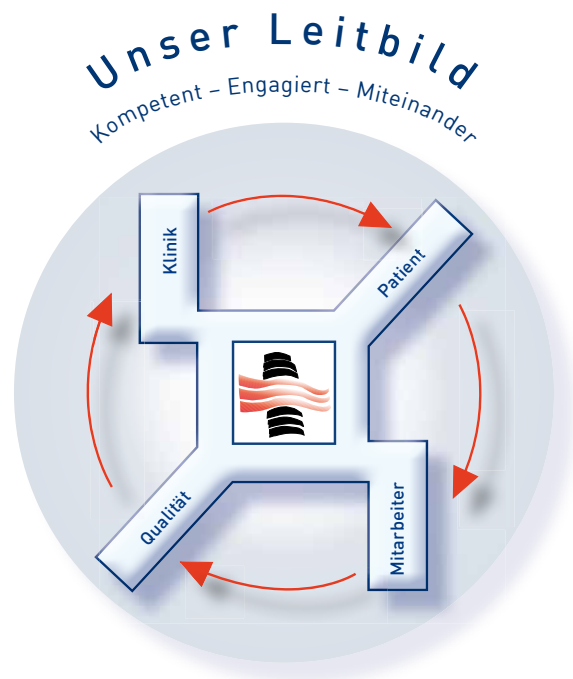 Unser Leitbild
Kompetent – Engagiert – Miteinander
Klinik
Patient
Qualität
Mitarbeiter